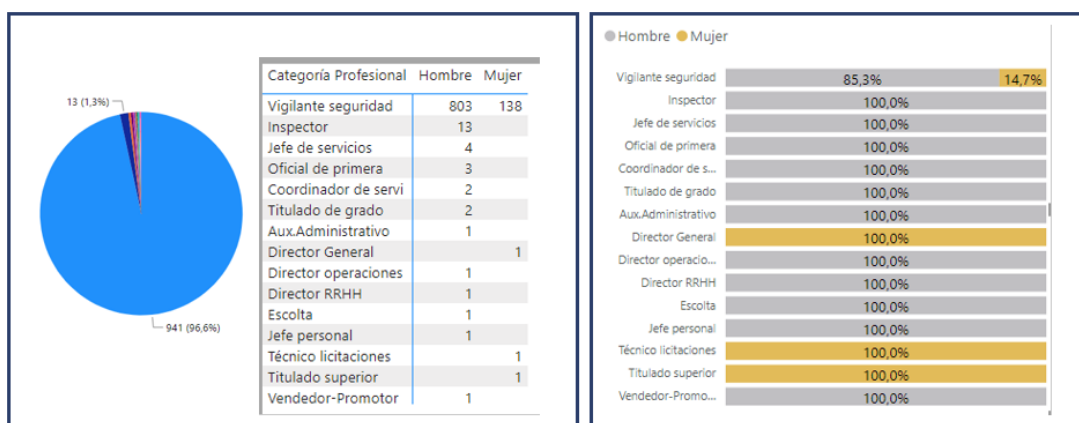 13 (1,3%)
941 (96,6%)
Categoría Profesional Hombre Mujer
Vigilante seguridad 803 138
Inspector 13
Jefe de servicios 4
Oficial de primera 3
Coordinador de servi 2
Titulado de grado 2
Aux.Administrativo 1
Director General 1
Director operaciones 1
Director RRHH 1
Escolta 1
Jefe personal 1
Técnico licitaciones 1
Titulado superior 1
Vendedor-Promotor 1
Hombre Mujer
Vigilante seguridad 85,3% 14,7%
Inspector 100,0%
Jefe de servicios 100,0%
Oficial de primera 100,0%
Coordinador de s... 100,0%
Titulado de grado 100,0%
Aux.Administrativo 100,0%
Director General 100,0%
Director operacio... 100,0%
Director RRHH 100,0%
Escolta 100,0%
Jefe personal 100,0%
Técnico licitaciones 100,0%
Titulado superior 100,0%
Vendedor-Promo... 100,0%